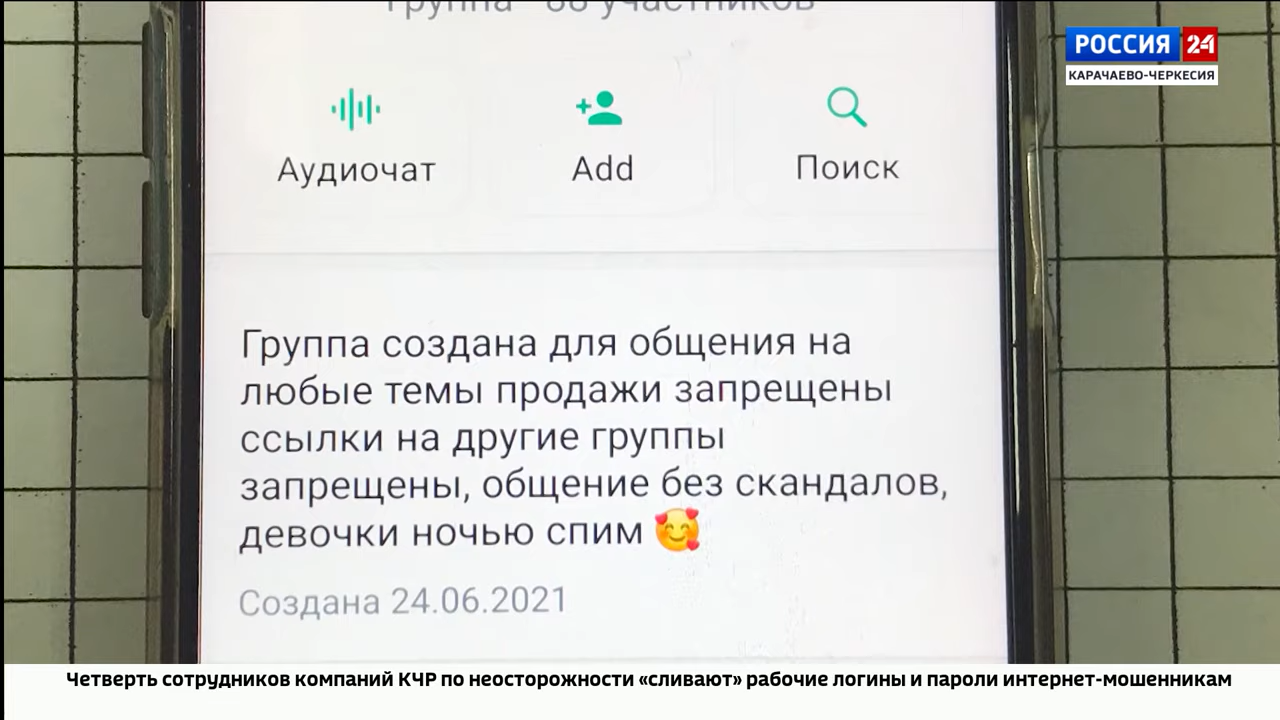 Группа
участников
РОССИЯ 24
КАРАЧАЕВО-ЧЕРКЕСИЯ
Аудиочат
Add
Поиск
Группа создана для общения на
любые темы продажи запрещены
ссылки на другие группы
запрещены, общение без скандалов,
девочки ночью спим 🥰
Создана 24.06.2021
Четверть сотрудников компаний КЧР по неосторожности «сливают» рабочие логины и пароли интернет-мошенникам